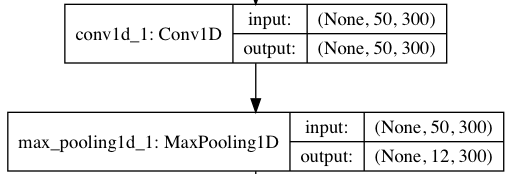 conv1d_1: Conv1D
input:
(None, 50, 300)
output:
(None, 50, 300)
max_pooling1d_1: MaxPooling1D
input:
(None, 50, 300)
output:
(None, 12, 300)